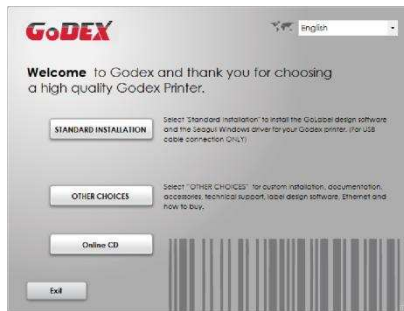 GoDEX
English
Welcome to Godex and thank you for choosing
a high quality Godex Printer.
STANDARD INSTALLATION
Select "Standard Installation" to install the GoLabel design software
and the Seagull Windows driver for your Godex printer. (For USB
cable connection ONLY)
OTHER CHOICES
Select "OTHER CHOICES" for custom installation, documentation,
accessories, technical support, label design software, Ethernet and
how to buy.
Online CD
Exit